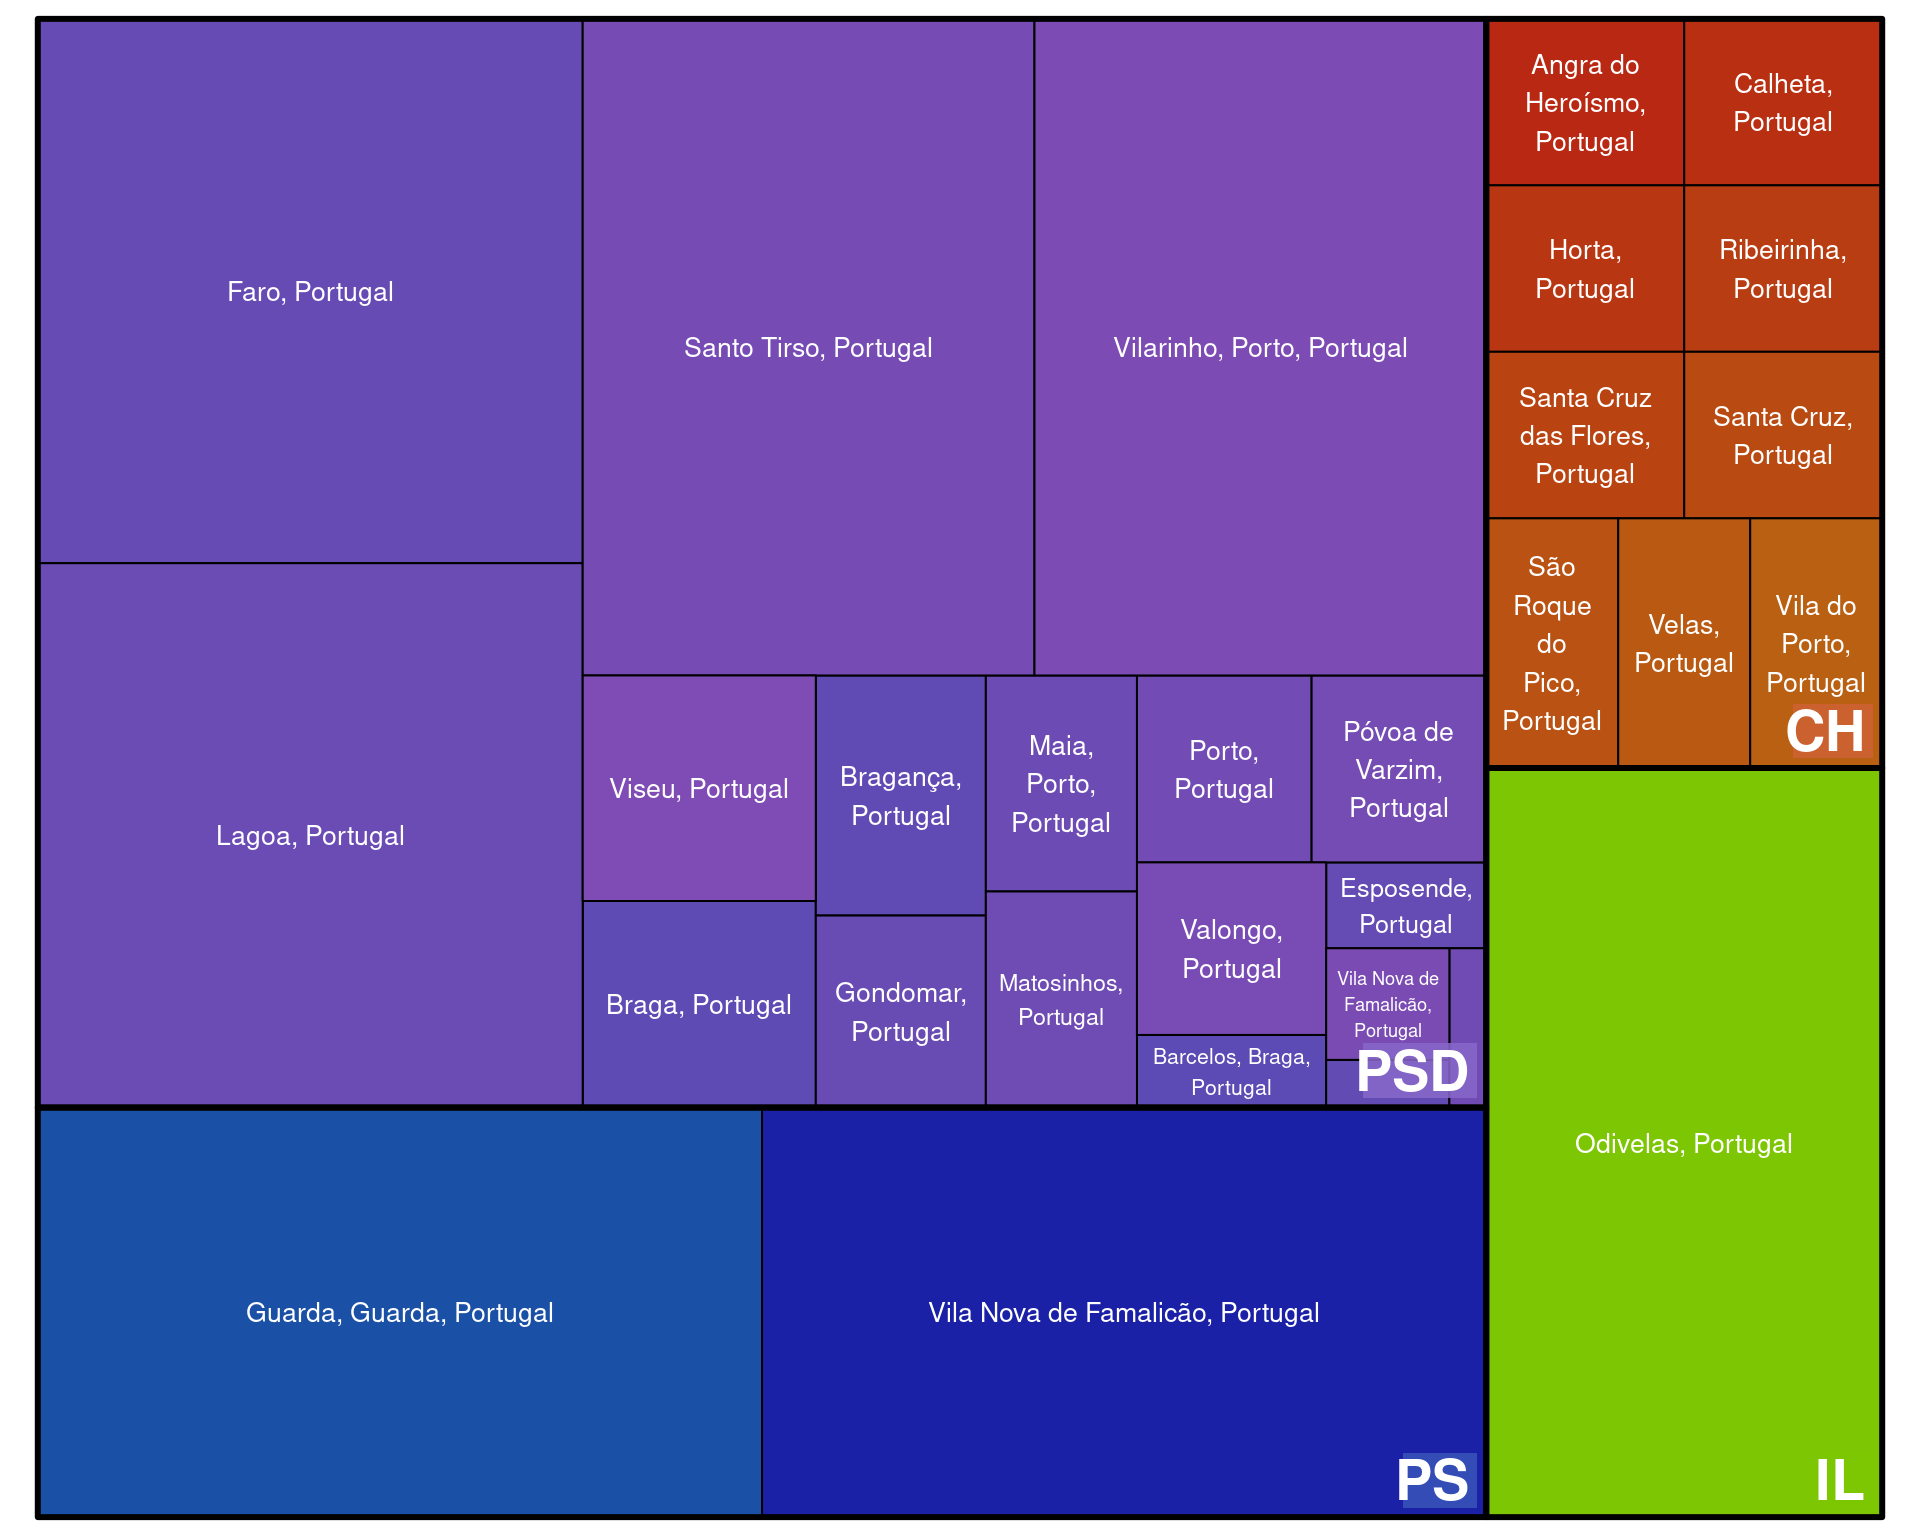 Faro, Portugal
Lagoa, Portugal
Santo Tirso, Portugal
Vilarinho, Porto, Portugal
Viseu, Portugal
Braga, Portugal
Bragança,
Portugal
Gondomar,
Portugal
Maia,
Porto,
Portugal
Matosinhos,
Portugal
Porto,
Portugal
Póvoa de
Varzim,
Portugal
Valongo,
Portugal
Barcelos, Braga,
Portugal
Esposende,
Portugal
Vila Nova de
Famalicão,
Portugal
PSD
Guarda, Guarda, Portugal
Vila Nova de Famalicão, Portugal
PS
Angra do
Heroísmo,
Portugal
Calheta,
Portugal
Horta,
Portugal
Ribeirinha,
Portugal
Santa Cruz
das Flores,
Portugal
Santa Cruz,
Portugal
São
Roque
do
Pico,
Portugal
Velas,
Portugal
Vila do
Porto,
Portugal
CH
Odivelas, Portugal
IL